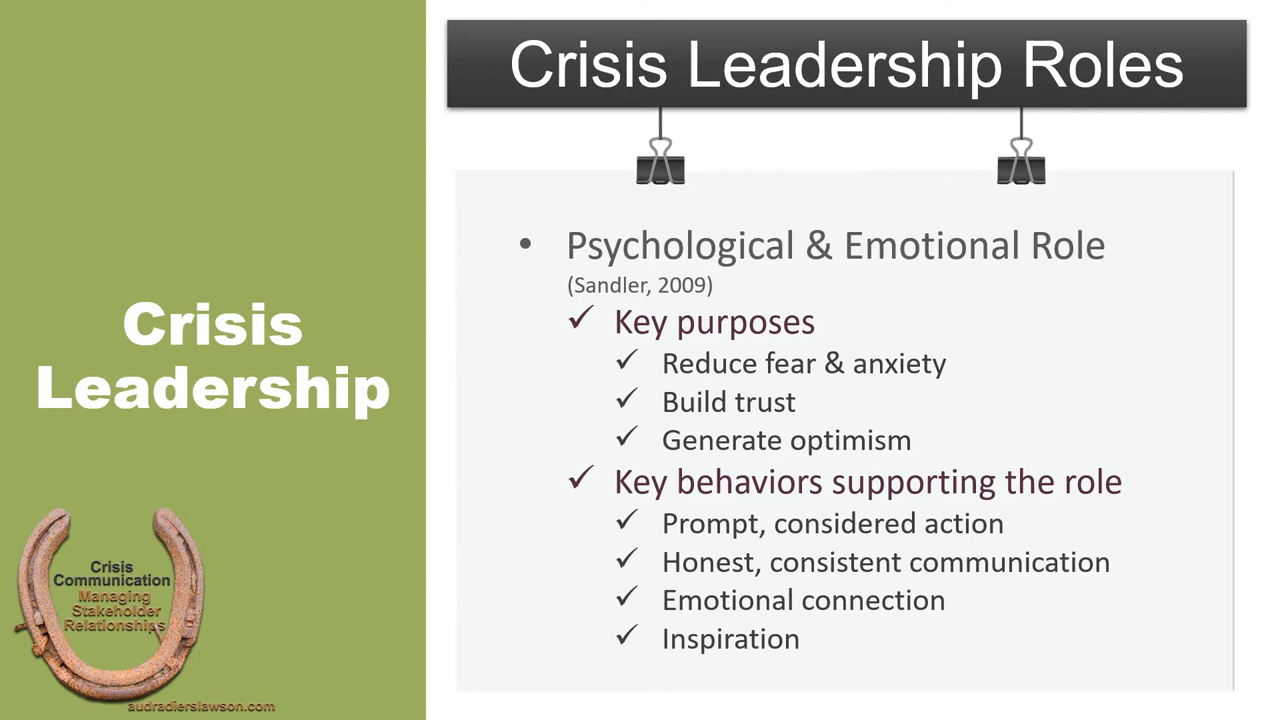 Crisis Leadership Roles
Crisis
Leadership
• Psychological & Emotional Role
(Sandler, 2009)
✓ Key purposes
✓ Reduce fear & anxiety
✓ Build trust
✓ Generate optimism
✓ Key behaviors supporting the role
✓ Prompt, considered action
✓ Honest, consistent communication
✓ Emotional connection
✓ Inspiration
Crisis
Communication
Managing
Stakeholder
Relationships
audradierslawson.com